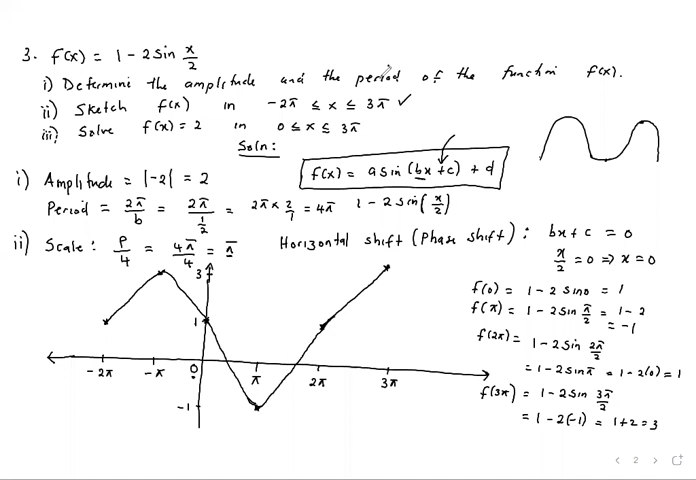 3. f(x) = 1 - 2 sin x/2
i) Determine the amplitude and the period of the function f(x).
ii) Sketch f(x) in -2π ≤ x ≤ 3π ✓
iii) Solve f(x) = 2 in 0 ≤ x ≤ 3π
Soln:
f(x) = a sin (bx + c) + d
i) Amplitude = |-2| = 2
Period = 2π/b = 2π/(1/2) = 2π × 2/1 = 4π 1 - 2 sin(x/2)
ii) Scale: P/4 = 4π/4 = π Horizontal shift (Phase shift): bx + c = 0
x/2 = 0 => x = 0
f(0) = 1 - 2 sin 0 = 1
f(π) = 1 - 2 sin π/2 = 1 - 2
= -1
f(2π) = 1 - 2 sin 2π/2
= 1 - 2 sin π = 1 - 2(0) = 1
f(3π) = 1 - 2 sin 3π/2
= 1 - 2(-1) = 1 + 2 = 3
3 f
1
-2π -π 0 π 2π 3π
-1
< 2 >